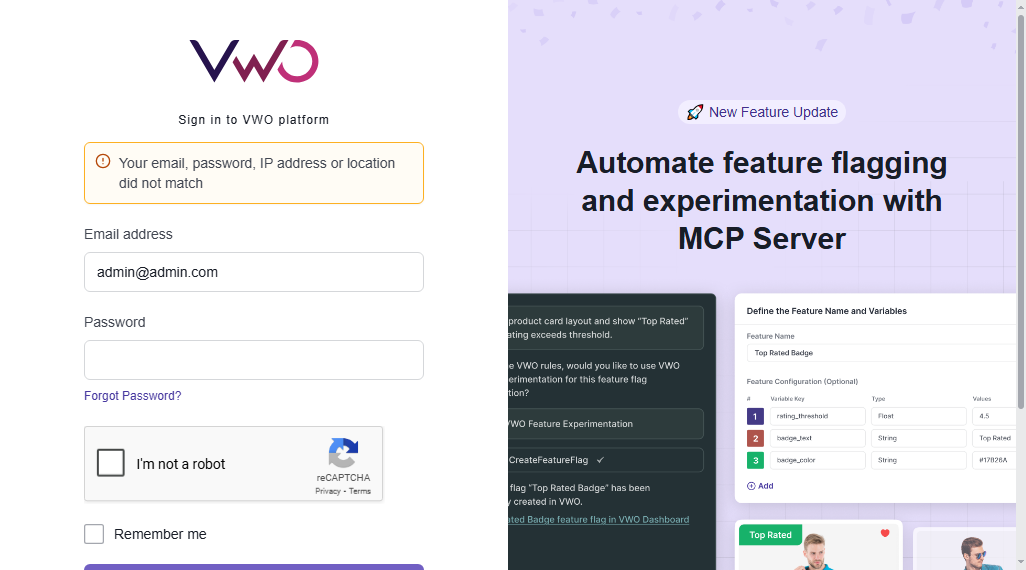 VWO
Sign in to VWO platform
Your email, password, IP address or location
did not match
Email address
admin@admin.com
Password
Forgot Password?
I'm not a robot
reCAPTCHA
Privacy - Terms
Remember me
New Feature Update
Automate feature flagging
and experimentation with
MCP Server
product card layout and show "Top Rated"
ating exceeds threshold.
e VWO rules, would you like to use VWO
erimentation for this feature flag
tion?
VWO Feature Experimentation
CreateFeatureFlag
flag "Top Rated Badge" has been
y created in VWO.
ated Badge feature flag in VWO Dashboard
Define the Feature Name and Variables
Feature Name
Top Rated Badge
Feature Configuration (Optional)
# Variable Key Type Values
1 rating_threshold Float 4.5
2 badge_text String Top Rated
3 badge_color String #17B26A
Add
Top Rated